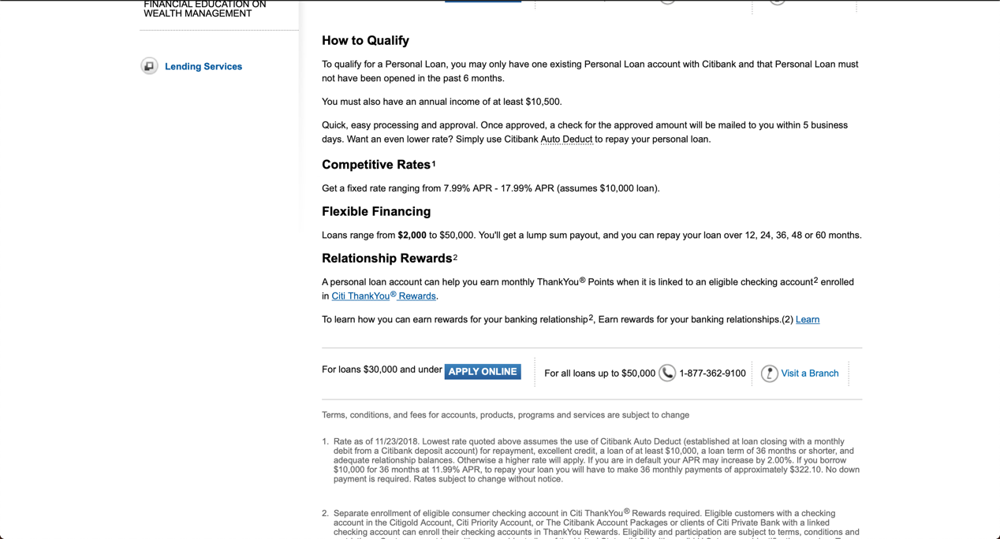 FINANCIAL EDUCATION ON
WEALTH MANAGEMENT
Lending Services
How to Qualify
To qualify for a Personal Loan, you may only have one existing Personal Loan account with Citibank and that Personal Loan must
not have been opened in the past 6 months.
You must also have an annual income of at least $10,500.
Quick, easy processing and approval. Once approved, a check for the approved amount will be mailed to you within 5 business
days. Want an even lower rate? Simply use Citibank Auto Deduct to repay your personal loan.
Competitive Rates1
Get a fixed rate ranging from 7.99% APR - 17.99% APR (assumes $10,000 loan).
Flexible Financing
Loans range from $2,000 to $50,000. You'll get a lump sum payout, and you can repay your loan over 12, 24, 36, 48 or 60 months.
Relationship Rewards2
A personal loan account can help you earn monthly ThankYou® Points when it is linked to an eligible checking account2 enrolled
in Citi ThankYou® Rewards.
To learn how you can earn rewards for your banking relationship2, Earn rewards for your banking relationships.(2) Learn
For loans $30,000 and under APPLY ONLINE For all loans up to $50,000 1-877-362-9100 Visit a Branch
Terms, conditions, and fees for accounts, products, programs and services are subject to change
1. Rate as of 11/23/2018. Lowest rate quoted above assumes the use of Citibank Auto Deduct (established at loan closing with a monthly
debit from a Citibank deposit account) for repayment, excellent credit, a loan of at least $10,000, a loan term of 36 months or shorter, and
adequate relationship balances. Otherwise a higher rate will apply. If you are in default your APR may increase by 2.00%. If you borrow
$10,000 for 36 months at 11.99% APR, to repay your loan you will have to make 36 monthly payments of approximately $322.10. No down
payment is required. Rates subject to change without notice.
2. Separate enrollment of eligible consumer checking account in Citi ThankYou® Rewards required. Eligible customers with a checking
account in the Citigold Account, Citi Priority Account, or The Citibank Account Packages or clients of Citi Private Bank with a linked
checking account can enroll their checking accounts in ThankYou Rewards. Eligibility and participation are subject to terms, conditions and